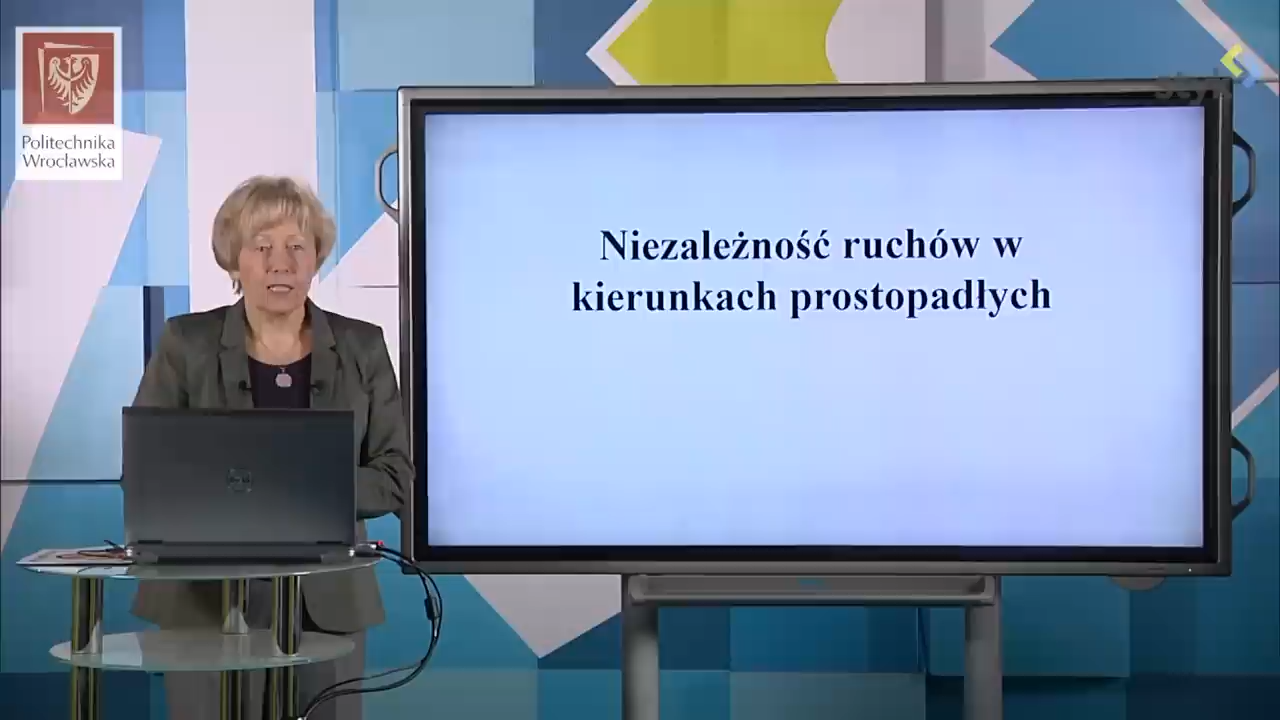 Politechnika
Wrocławska
Niezależność ruchów w
kierunkach prostopadłych